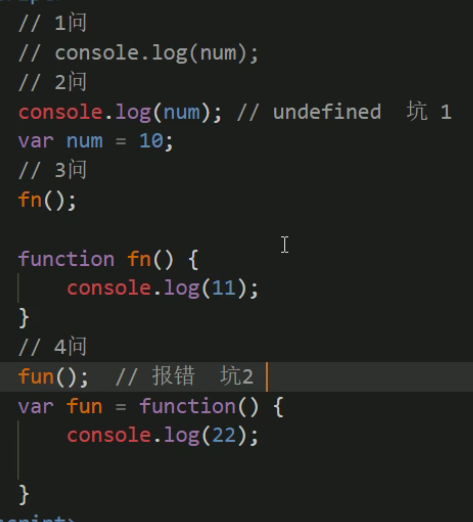 // 1问
// console.log(num);
// 2问
console.log(num); // undefined 坑 1
var num = 10;
// 3问
fn();
function fn() {
console.log(11);
}
// 4问
fun(); // 报错 坑2
var fun = function() {
console.log(22);
}